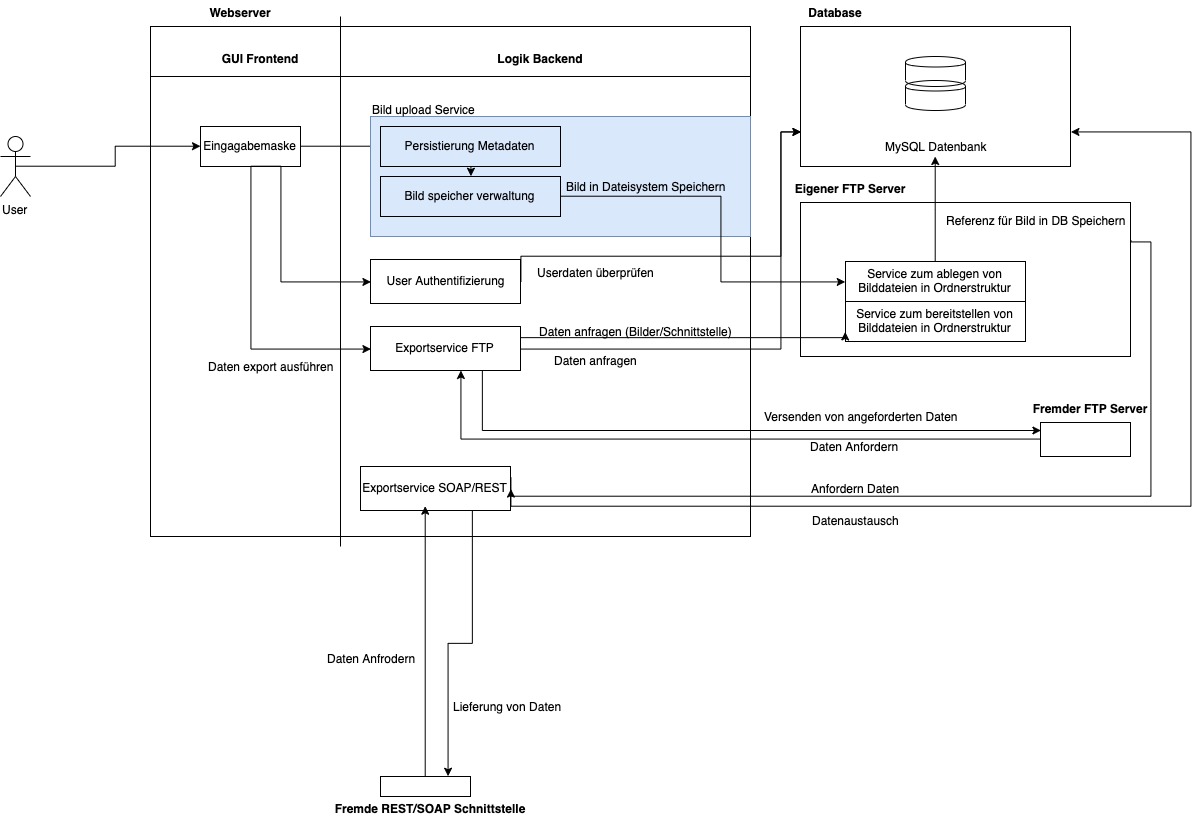 Webserver
Database
GUI Frontend
Logik Backend
Bild upload Service
Eingagabemaske
Persistierung Metadaten
MySQL Datenbank
User
Bild speicher verwaltung
Bild in Dateisystem Speichern
Eigener FTP Server
Referenz für Bild in DB Speichern
User Authentifizierung
Userdaten überprüfen
Service zum ablegen von
Bilddateien in Ordnerstruktur
Service zum bereitstellen von
Bilddateien in Ordnerstruktur
Exportservice FTP
Daten anfragen (Bilder/Schnittstelle)
Daten anfragen
Daten export ausführen
Fremder FTP Server
Versenden von angeforderten Daten
Daten Anfordern
Exportservice SOAP/REST
Anfordern Daten
Datenaustausch
Daten Anfrodern
Lieferung von Daten
Fremde REST/SOAP Schnittstelle